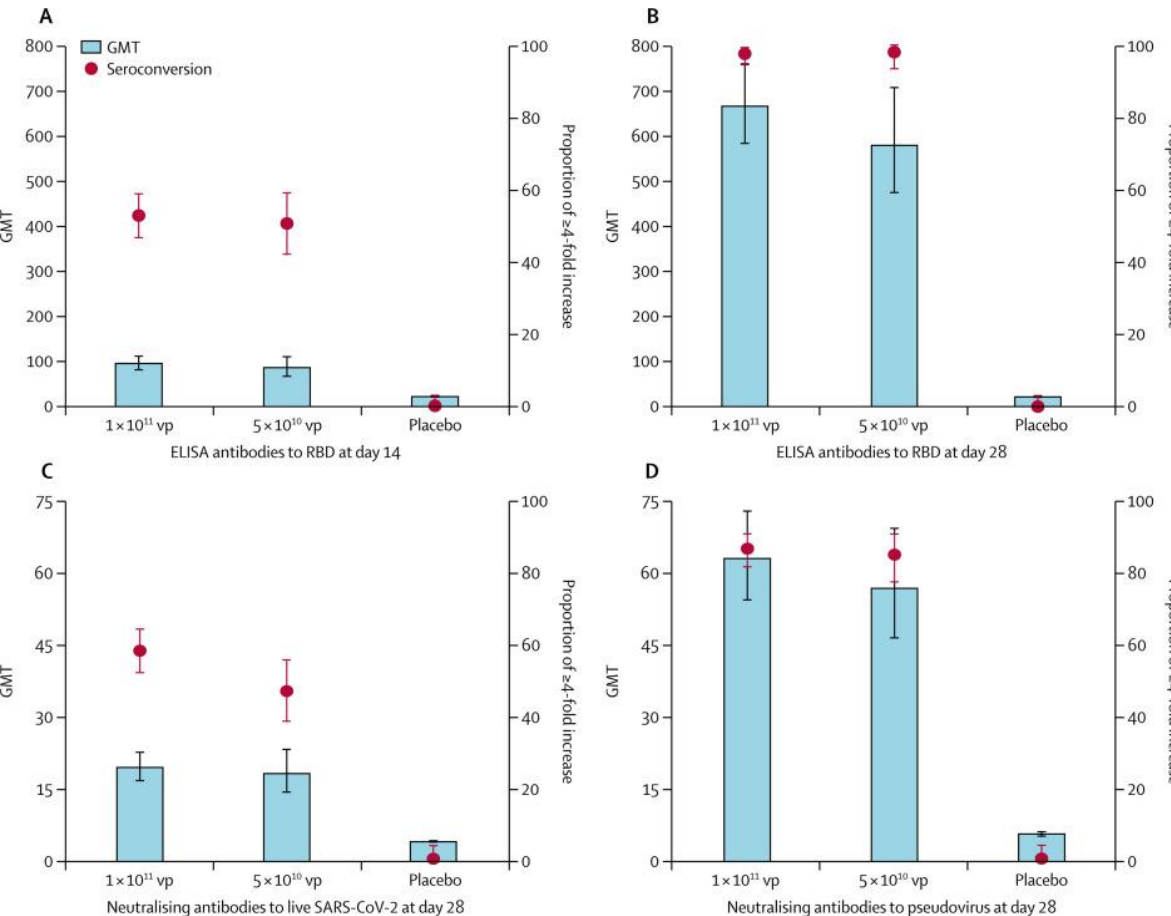 A
800
700
600
500
400
300
200
100
0
GMT
GMT
Seroconversion
100
80
60
40
20
0
Proportion of ≥4-fold increase
1 × 10¹¹ vp
5 × 10¹⁰ vp
Placebo
ELISA antibodies to RBD at day 14
B
800
700
600
500
400
300
200
100
0
GMT
100
80
60
40
20
0
1 × 10¹¹ vp
5 × 10¹⁰ vp
Placebo
ELISA antibodies to RBD at day 28
C
75
60
45
30
15
0
GMT
100
80
60
40
20
0
Proportion of ≥4-fold increase
1 × 10¹¹ vp
5 × 10¹⁰ vp
Placebo
Neutralising antibodies to live SARS-CoV-2 at day 28
D
75
60
45
30
15
0
GMT
100
80
60
40
20
0
1 × 10¹¹ vp
5 × 10¹⁰ vp
Placebo
Neutralising antibodies to pseudovirus at day 28